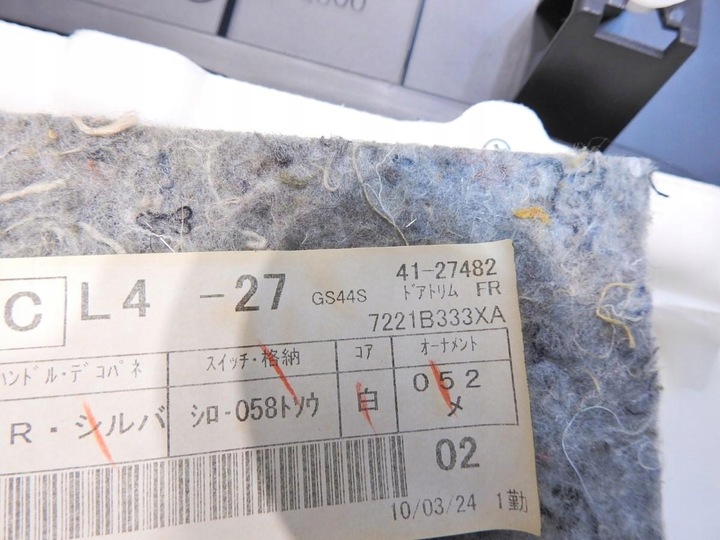 C L4 -27 GS44S 41-27482
ドアトリム FR
7221B333XA
ハンドル・デコパネ スイッチ・格納 コア オーナメント
R・シルバ シロ-058トソウ 白 052
メ
02
10/03/24 1勤